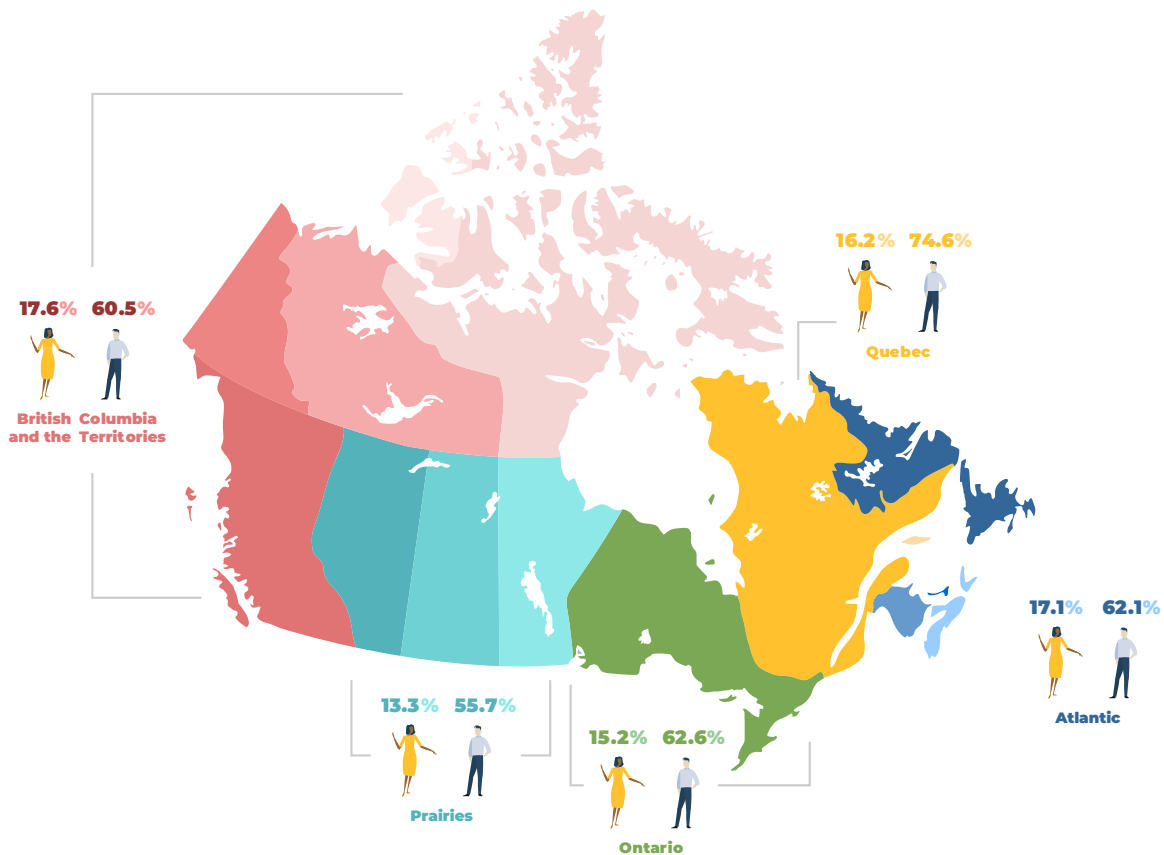 16.2% 74.6%
Quebec
17.6% 60.5%
British Columbia
and the Territories
17.1% 62.1%
Atlantic
13.3% 55.7%
Prairies
15.2% 62.6%
Ontario